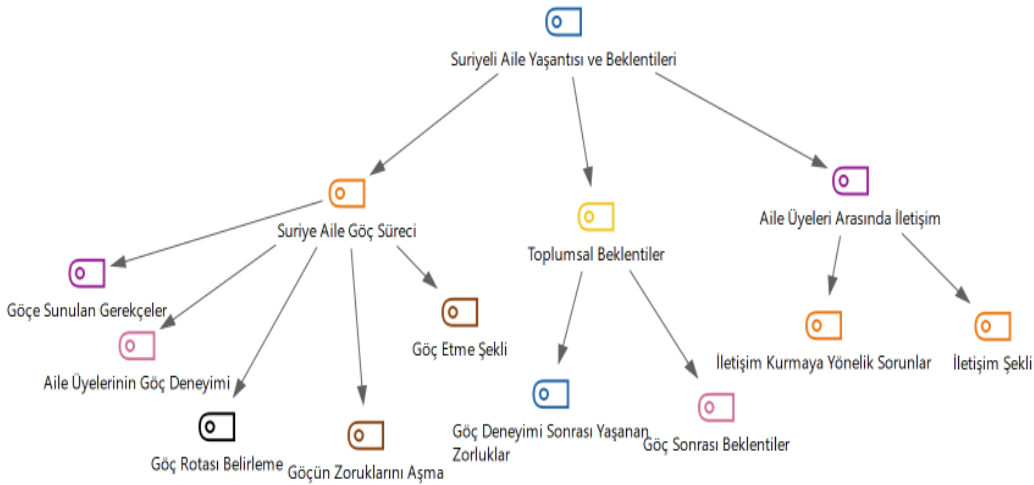 Suriyeli Aile Yaşantısı ve Beklentileri
Suriye Aile Göç Süreci
Toplumsal Beklentiler
Aile Üyeleri Arasında İletişim
Göçe Sunulan Gerekçeler
Aile Üyelerinin Göç Deneyimi
Göç Rotası Belirleme
Göçün Zoruklarını Aşma
Göç Etme Şekli
Göç Deneyimi Sonrası Yaşanan
Zorluklar
Göç Sonrası Beklentiler
İletişim Kurmaya Yönelik Sorunlar
İletişim Şekli